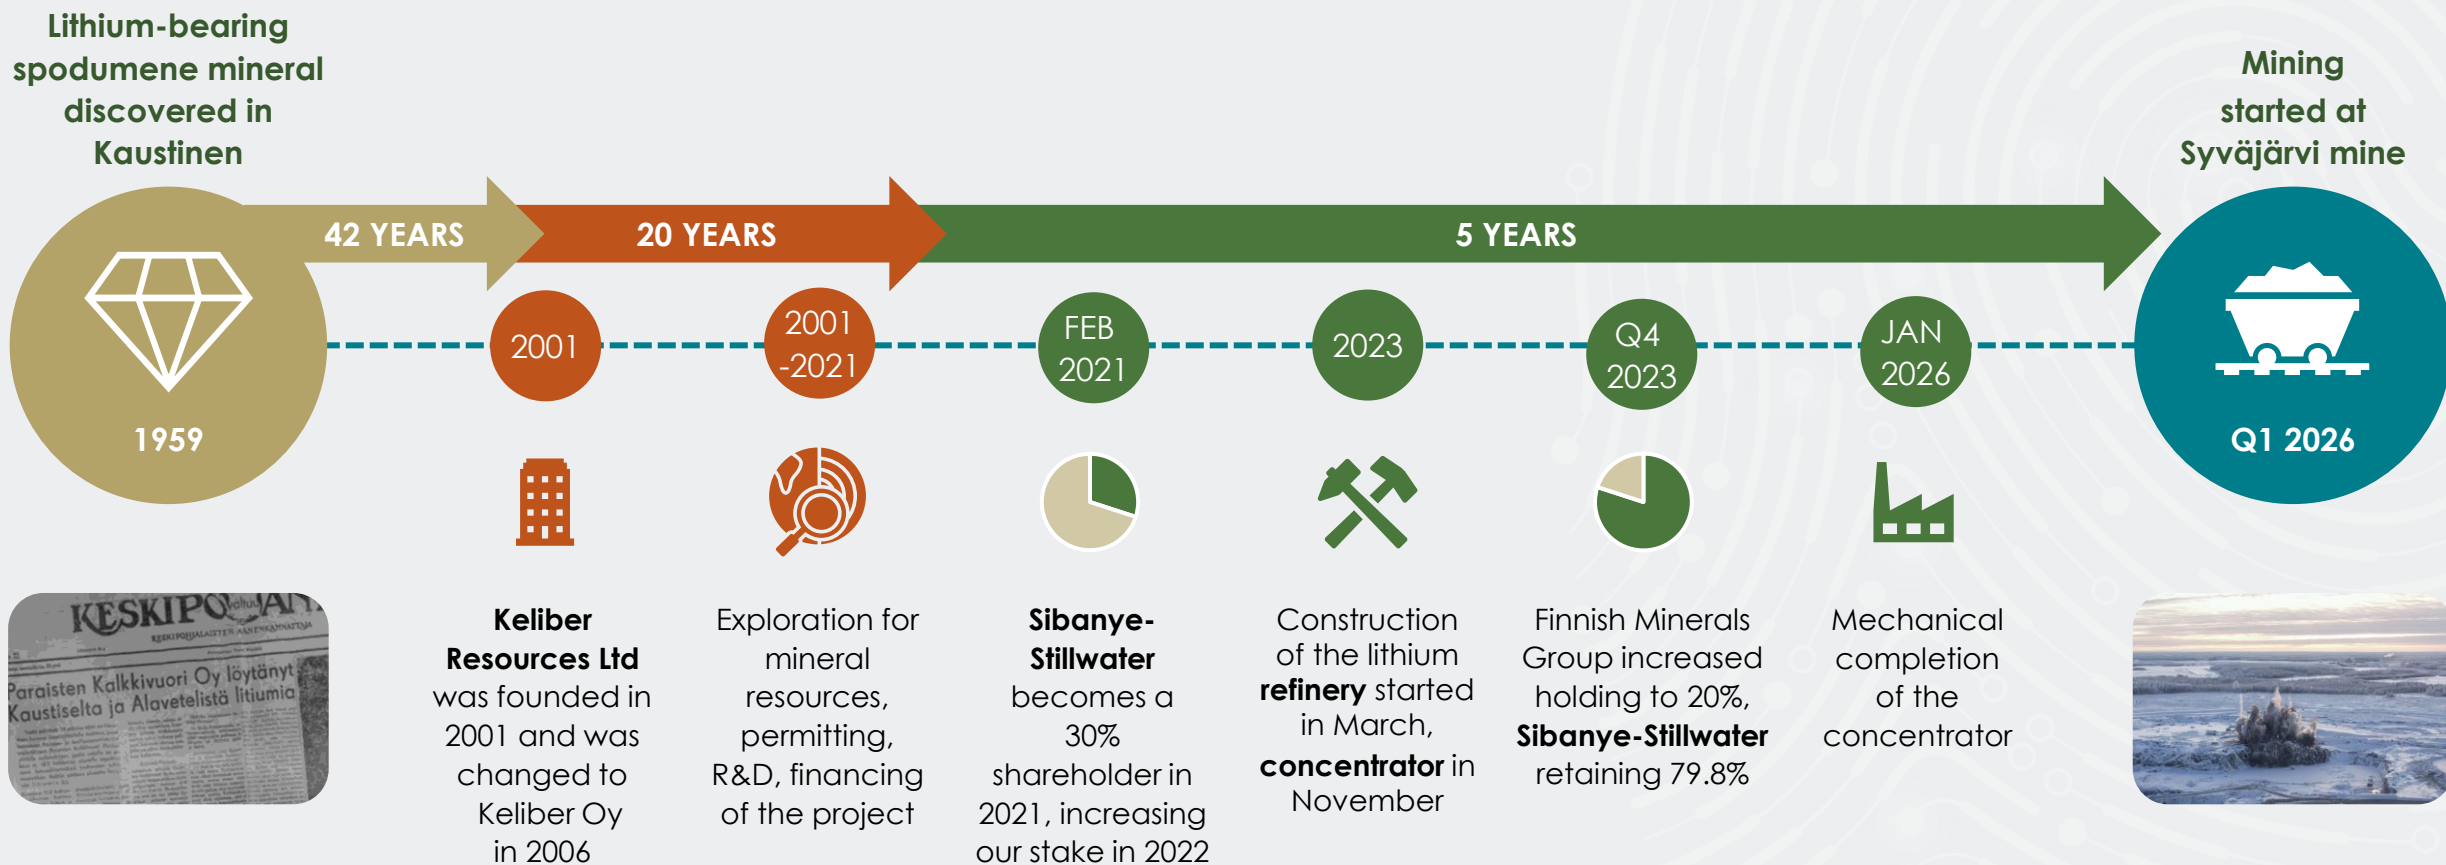 Lithium-bearing
spodumene mineral
discovered in
Kaustinen
Mining
started at
Syväjärvi mine
42 YEARS
20 YEARS
5 YEARS
1959
2001
2001
-2021
FEB
2021
2023
Q4
2023
JAN
2026
Q1 2026
KESKIPO
KESKIPOHJALAISTEN ÄÄNENKANNATTAJA
Paraisten Kalkkivuori Oy löytänyt
Kaustiselta ja Alavetelistä litiumia
Keliber
Resources Ltd
was founded in
2001 and was
changed to
Keliber Oy
in 2006
Exploration for
mineral
resources,
permitting,
R&D, financing
of the project
Sibanye-
Stillwater
becomes a
30%
shareholder in
2021, increasing
our stake in 2022
Construction
of the lithium
refinery started
in March,
concentrator in
November
Finnish Minerals
Group increased
holding to 20%,
Sibanye-Stillwater
retaining 79.8%
Mechanical
completion
of the
concentrator